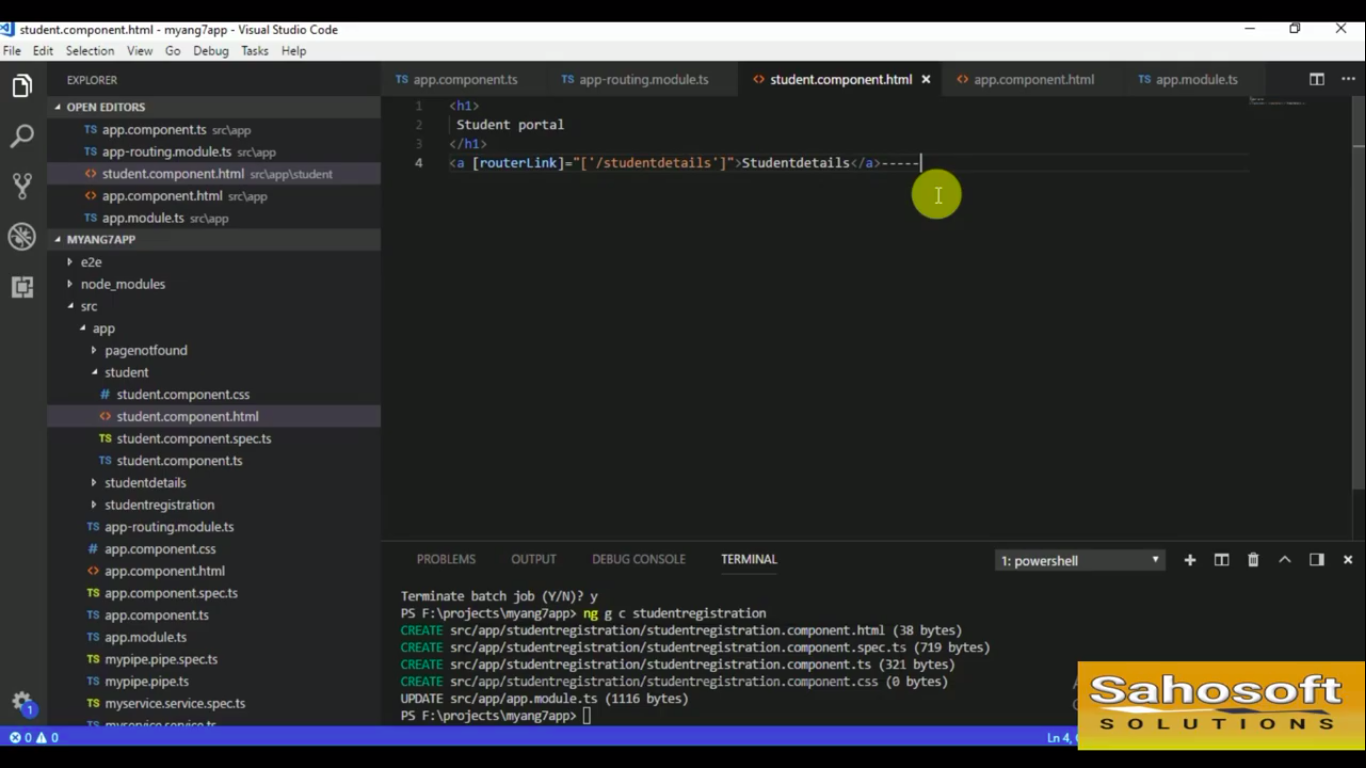 student.component.html - myang7app - Visual Studio Code
File Edit Selection View Go Debug Tasks Help
EXPLORER
OPEN EDITORS
TS app.component.ts src\app
TS app-routing.module.ts src\app
<> student.component.html src\app\student
<> app.component.html src\app
TS app.module.ts src\app
MYANG7APP
e2e
node_modules
src
app
pagenotfound
student
# student.component.css
<> student.component.html
TS student.component.spec.ts
TS student.component.ts
studentdetails
studentregistration
TS app-routing.module.ts
# app.component.css
<> app.component.html
TS app.component.spec.ts
TS app.component.ts
TS app.module.ts
TS mypipe.pipe.spec.ts
TS mypipe.pipe.ts
TS myservice.service.spec.ts
TS myservice.service.ts
1
TS app.component.ts TS app-routing.module.ts <> student.component.html × <> app.component.html TS app.module.ts
1 <h1>
2 Student portal
3 </h1>
4 <a [routerLink]="['/studentdetails']">Studentdetails</a>-----
PROBLEMS OUTPUT DEBUG CONSOLE TERMINAL 1: powershell
Terminate batch job (Y/N)? y
PS F:\projects\myang7app> ng g c studentregistration
CREATE src/app/studentregistration/studentregistration.component.html (38 bytes)
CREATE src/app/studentregistration/studentregistration.component.spec.ts (719 bytes)
CREATE src/app/studentregistration/studentregistration.component.ts (321 bytes)
CREATE src/app/studentregistration/studentregistration.component.css (0 bytes)
UPDATE src/app/app.module.ts (1116 bytes)
PS F:\projects\myang7app>
0 0 Ln 4,
Sahosoft
SOLUTIONS